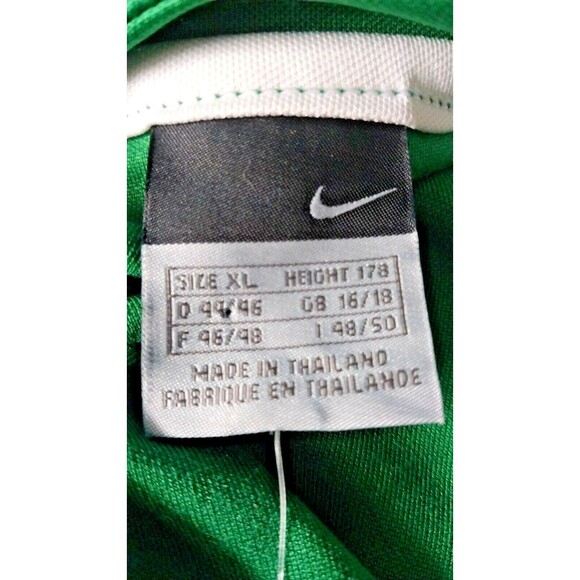 SIZE XL HEIGHT 178
D 44/46 GB 16/18
F 46/48 I 48/50
MADE IN THAILAND
FABRIQUE EN THAILANDE